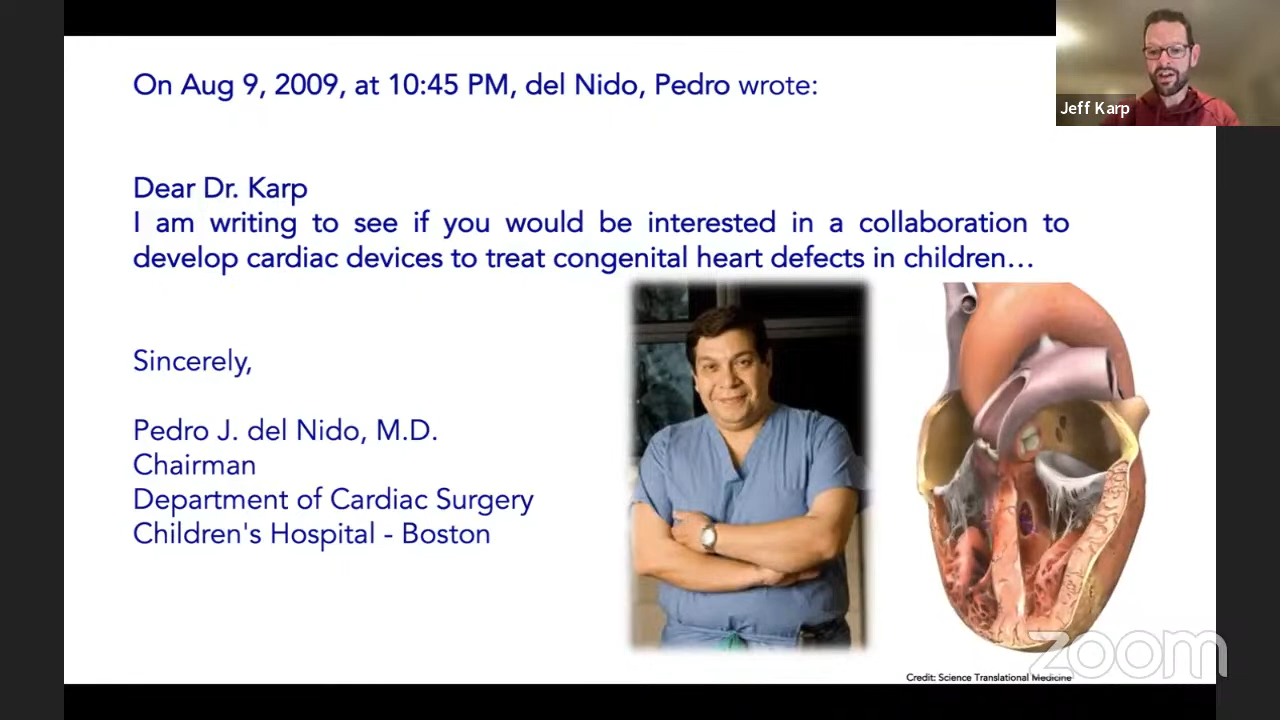 On Aug 9, 2009, at 10:45 PM, del Nido, Pedro wrote:
Jeff Karp
Dear Dr. Karp
I am writing to see if you would be interested in a collaboration to
develop cardiac devices to treat congenital heart defects in children…
Sincerely,
Pedro J. del Nido, M.D.
Chairman
Department of Cardiac Surgery
Children's Hospital - Boston
zoom
Credit: Science Translational Medicine